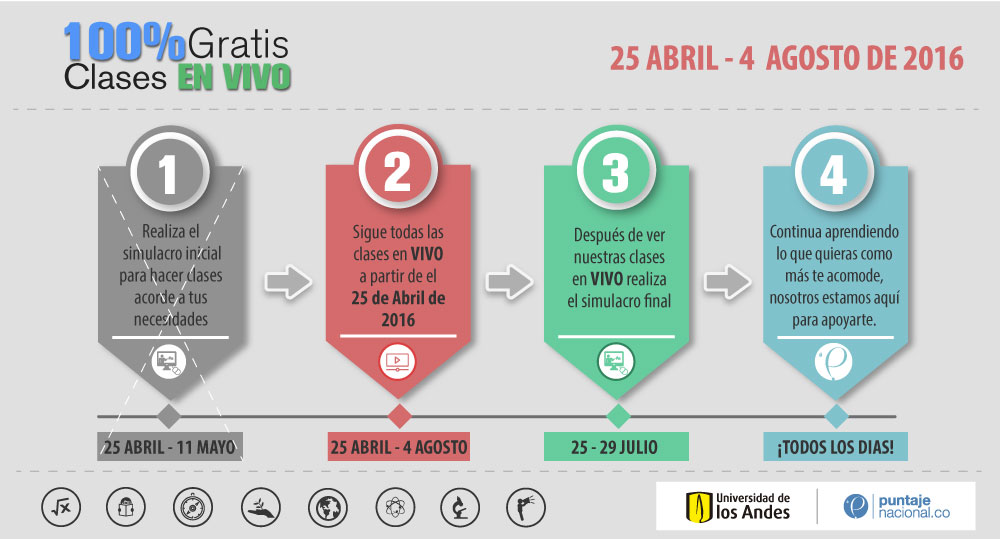 100% Gratis
Clases EN VIVO
25 ABRIL - 4 AGOSTO DE 2016
1
Realiza el
simulacro inicial
para hacer clases
acorde a tus
necesidades
25 ABRIL - 11 MAYO
2
Sigue todas las
clases en VIVO
a partir de el
25 de Abril de
2016
25 ABRIL - 4 AGOSTO
3
Después de ver
nuestras clases
en VIVO realiza
el simulacro final
25 - 29 JULIO
4
Continua aprendiendo
lo que quieras como
más te acomode,
nosotros estamos aquí
para apoyarte.
¡TODOS LOS DIAS!
√x
Universidad de
los Andes
puntaje
nacional.co